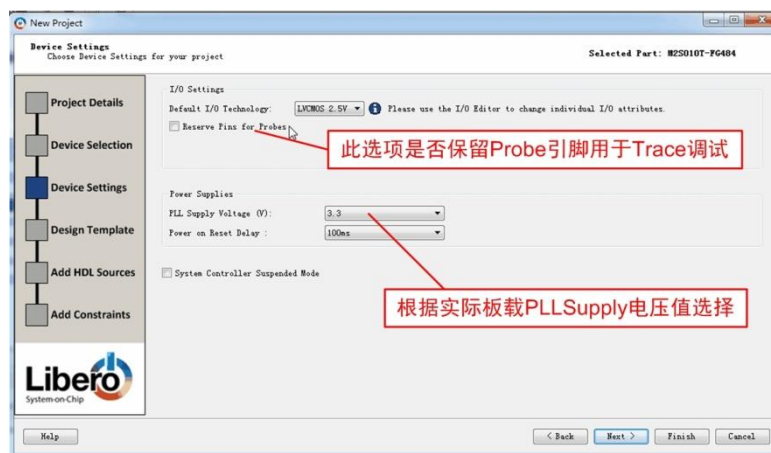 New Project
Device Settings
Choose Device Settings for your project
Selected Part: M2S010T-FG484
Project Details
Device Selection
Device Settings
Design Template
Add HDL Sources
Add Constraints
Libero
System-on-Chip
I/O Settings
Default I/O Technology: LVCMOS 2.5V Please use the I/O Editor to change individual I/O attributes.
Reserve Pins for Probes
此选项是否保留Probe引脚用于Trace调试
Power Supplies
PLL Supply Voltage (V): 3.3
Power on Reset Delay : 100ms
System Controller Suspended Mode
根据实际板载PLLSupply电压值选择
Help
< Back Next > Finish Cancel